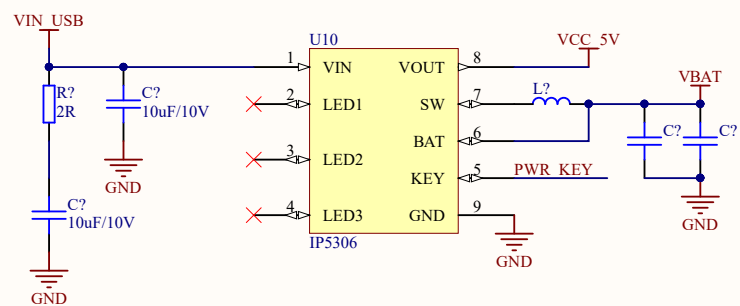 VIN_USB
R?
2R
C?
10uF/10V
GND
C?
10uF/10V
GND
U10
1
VIN
VOUT
8
VCC_5V
2
LED1
SW
7
L?
VBAT
BAT
6
C?
C?
3
LED2
KEY
5
PWR_KEY
4
LED3
GND
9
IP5306
GND
GND